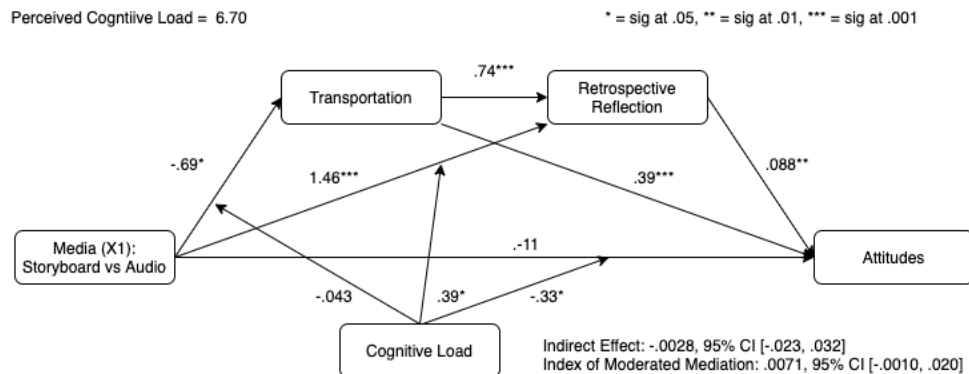 Perceived Cogntiive Load = 6.70
* = sig at .05, ** = sig at .01, *** = sig at .001
.74***
Transportation
Retrospective
Reflection
-.69*
1.46***
.39***
.088**
Media (X1):
Storyboard vs Audio
.-11
Attitudes
-.043
.39*
-.33*
Cognitive Load
Indirect Effect: -.0028, 95% CI [-.023, .032]
Index of Moderated Mediation: .0071, 95% CI [-.0010, .020]